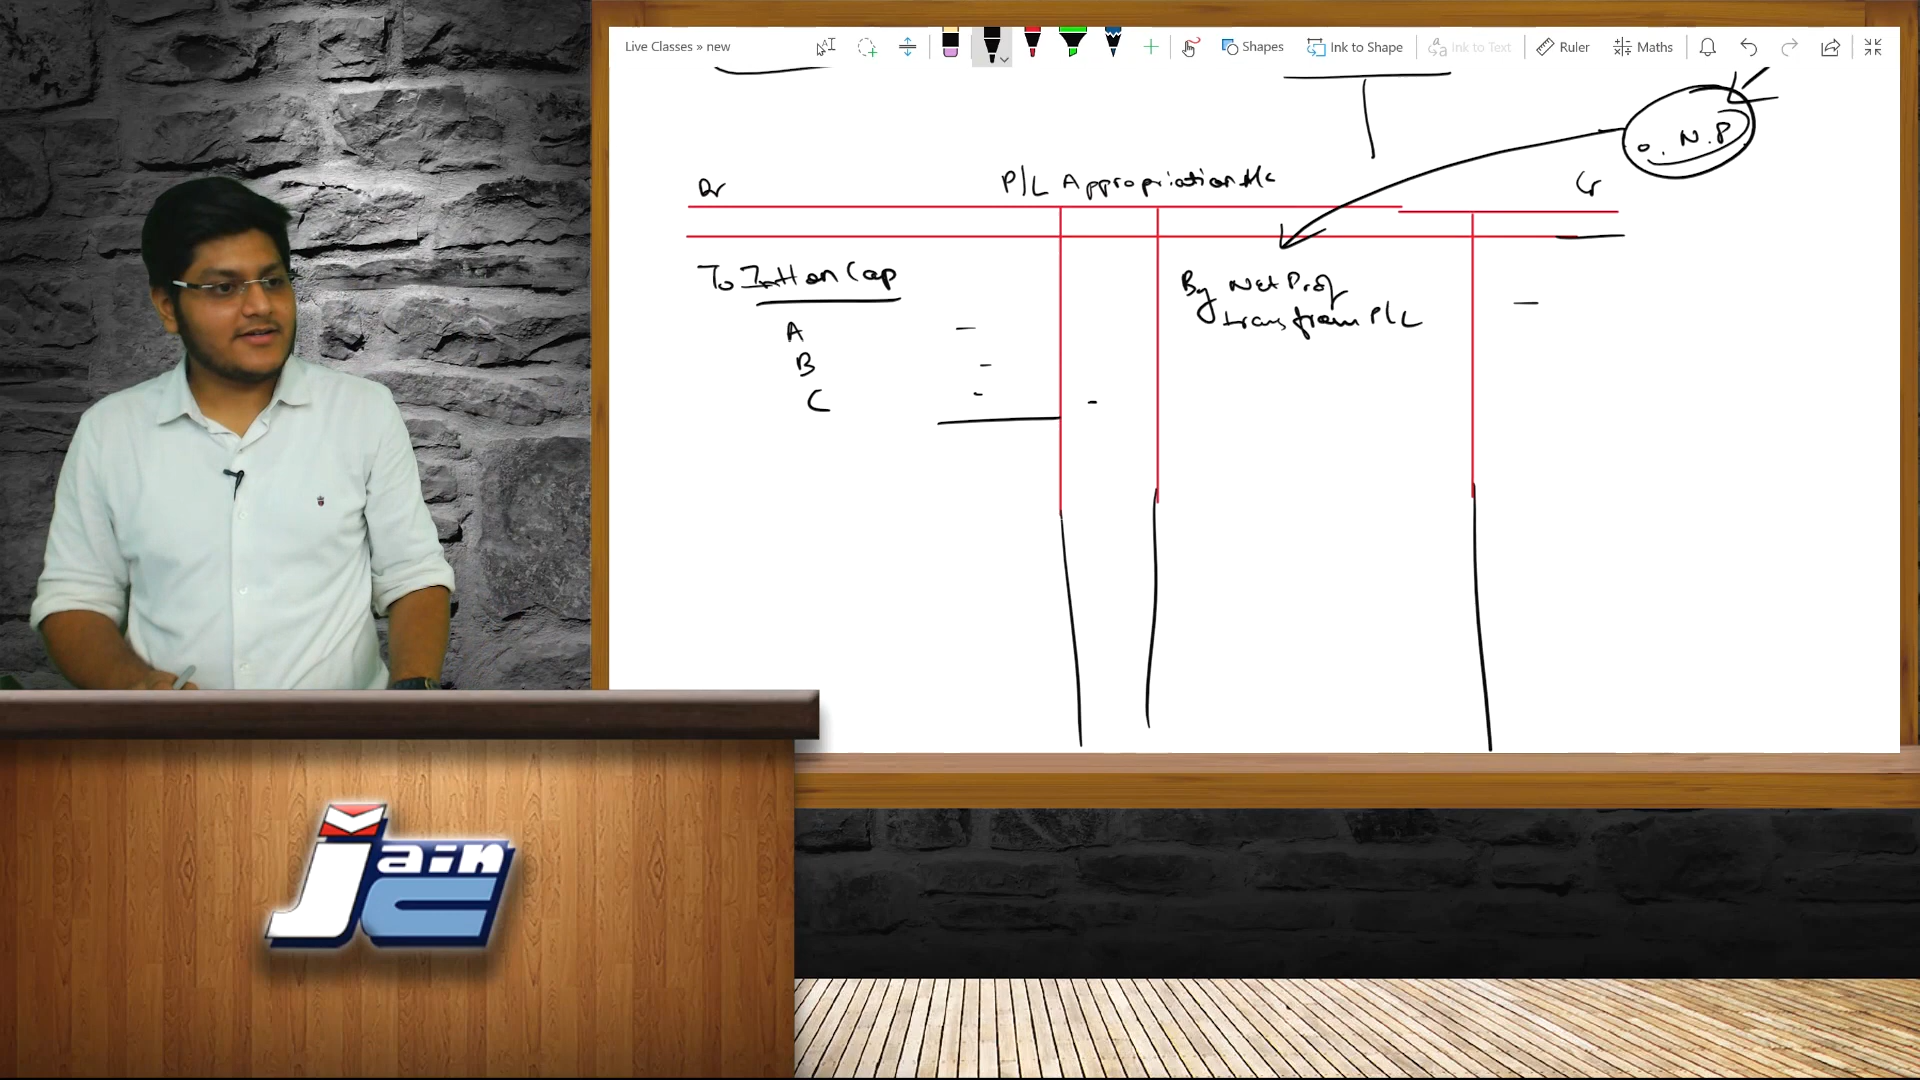 Live Classes » new
Shapes
Ink to Shape
Ink to Text
Ruler
Maths
N.P
Dr
P/L Appropriation A/c
Cr
To Intt on Cap
By Net Prof
trans from P/L
A
B
C
Jain